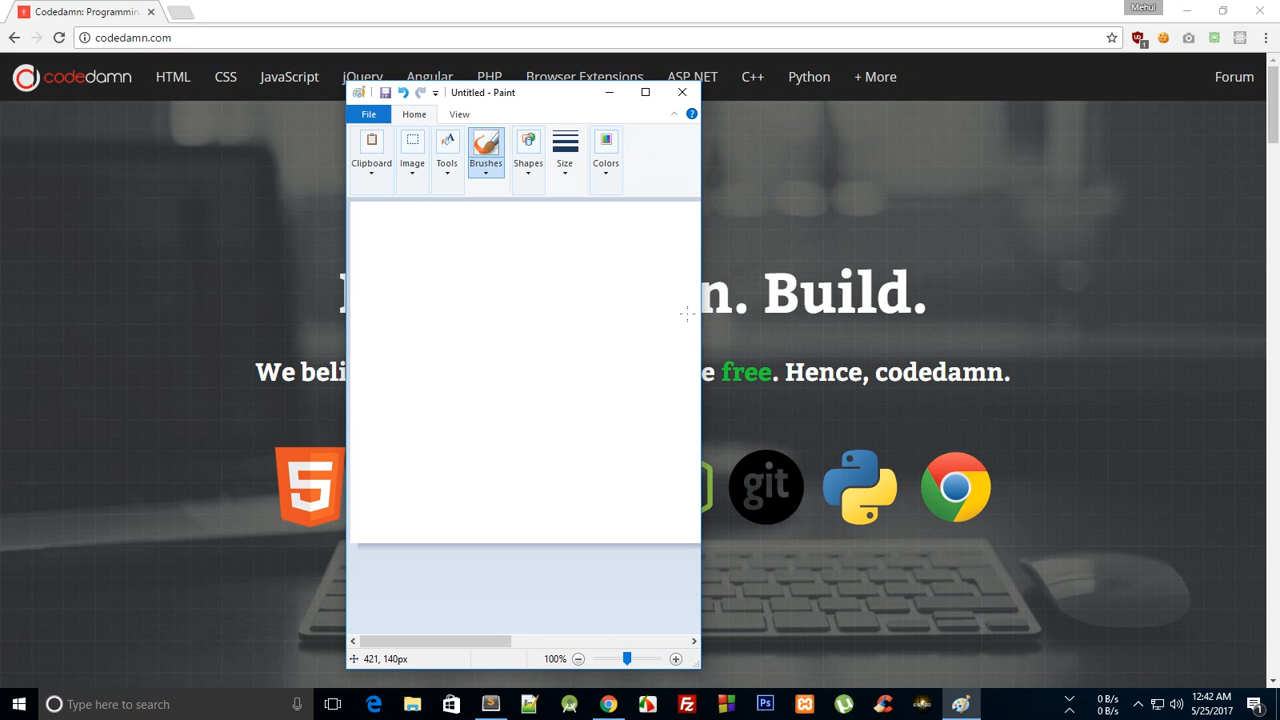 Codedamn: Programmin
Mehul
codedamn.com
1
codedamn
HTML
CSS
JavaScript
jQuery
Angular
PHP
Browser Extensions
ASP.NET
C++
Python
+ More
Forum
Untitled - Paint
File
Home
View
Clipboard
Image
Tools
Brushes
Shapes
Size
Colors
n. Build.
We beli
e free. Hence, codedamn.
5
git
421, 140px
100%
Type here to search
0 B/s
0 B/s
12:42 AM
5/25/2017